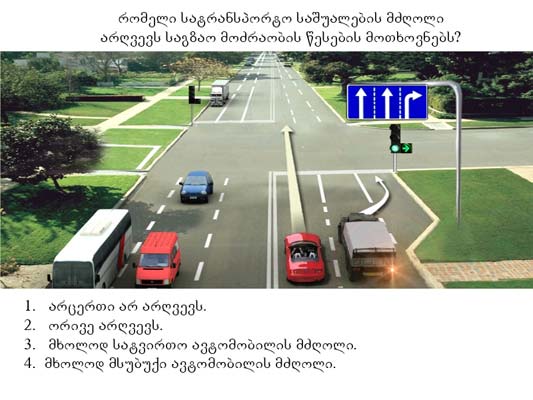 რომელი სატრანსპორტო საშუალების მძღოლი
არღვევს საგზაო მოძრაობის წესების მოთხოვნებს?
1. არცერთი არ არღვევს.
2. ორივე არღვევს.
3. მხოლოდ სატვირთო ავტომობილის მძღოლი.
4. მხოლოდ მსუბუქი ავტომობილის მძღოლი.